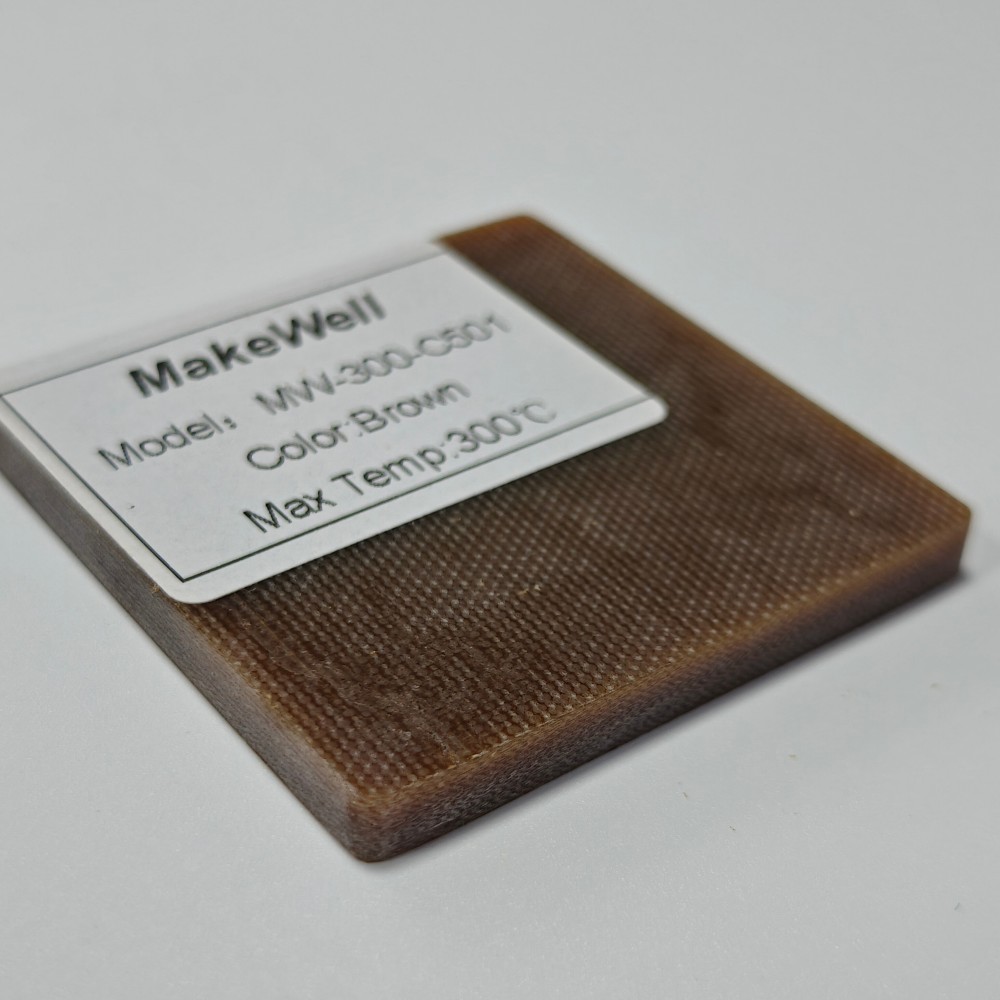 MakeWell
Model： MW-300-C501
Color:Brown
Max Temp:300℃